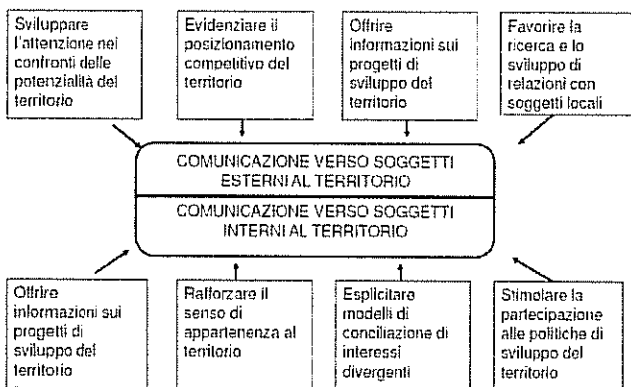 Sviluppare
l'attenzione nei
confronti delle
potenzialità del
territorio
Evidenziare il
posizionamento
competitivo del
territorio
Offrire
informazioni sui
progetti di
sviluppo del
territorio
Favorire la
ricerca e lo
sviluppo di
relazioni con
soggetti locali
COMUNICAZIONE VERSO SOGGETTI
ESTERNI AL TERRITORIO
COMUNICAZIONE VERSO SOGGETTI
INTERNI AL TERRITORIO
Offrire
informazioni sui
progetti di
sviluppo del
territorio
Rafforzare il
senso di
appartenenza al
territorio
Esplicitare
modelli di
conciliazione di
interessi
divergenti
Stimolare la
partecipazione
alle politiche di
sviluppo del
territorio